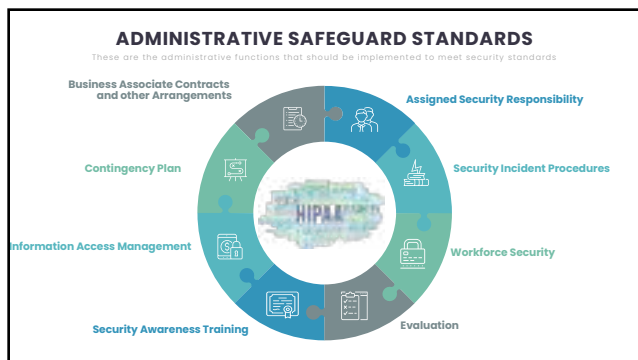 ADMINISTRATIVE SAFEGUARD STANDARDS
These are the administrative functions that should be implemented to meet security standards
Business Associate Contracts
and other Arrangements
Assigned Security Responsibility
Contingency Plan
Security Incident Procedures
HIPAA
Information Access Management
Workforce Security
Security Awareness Training
Evaluation